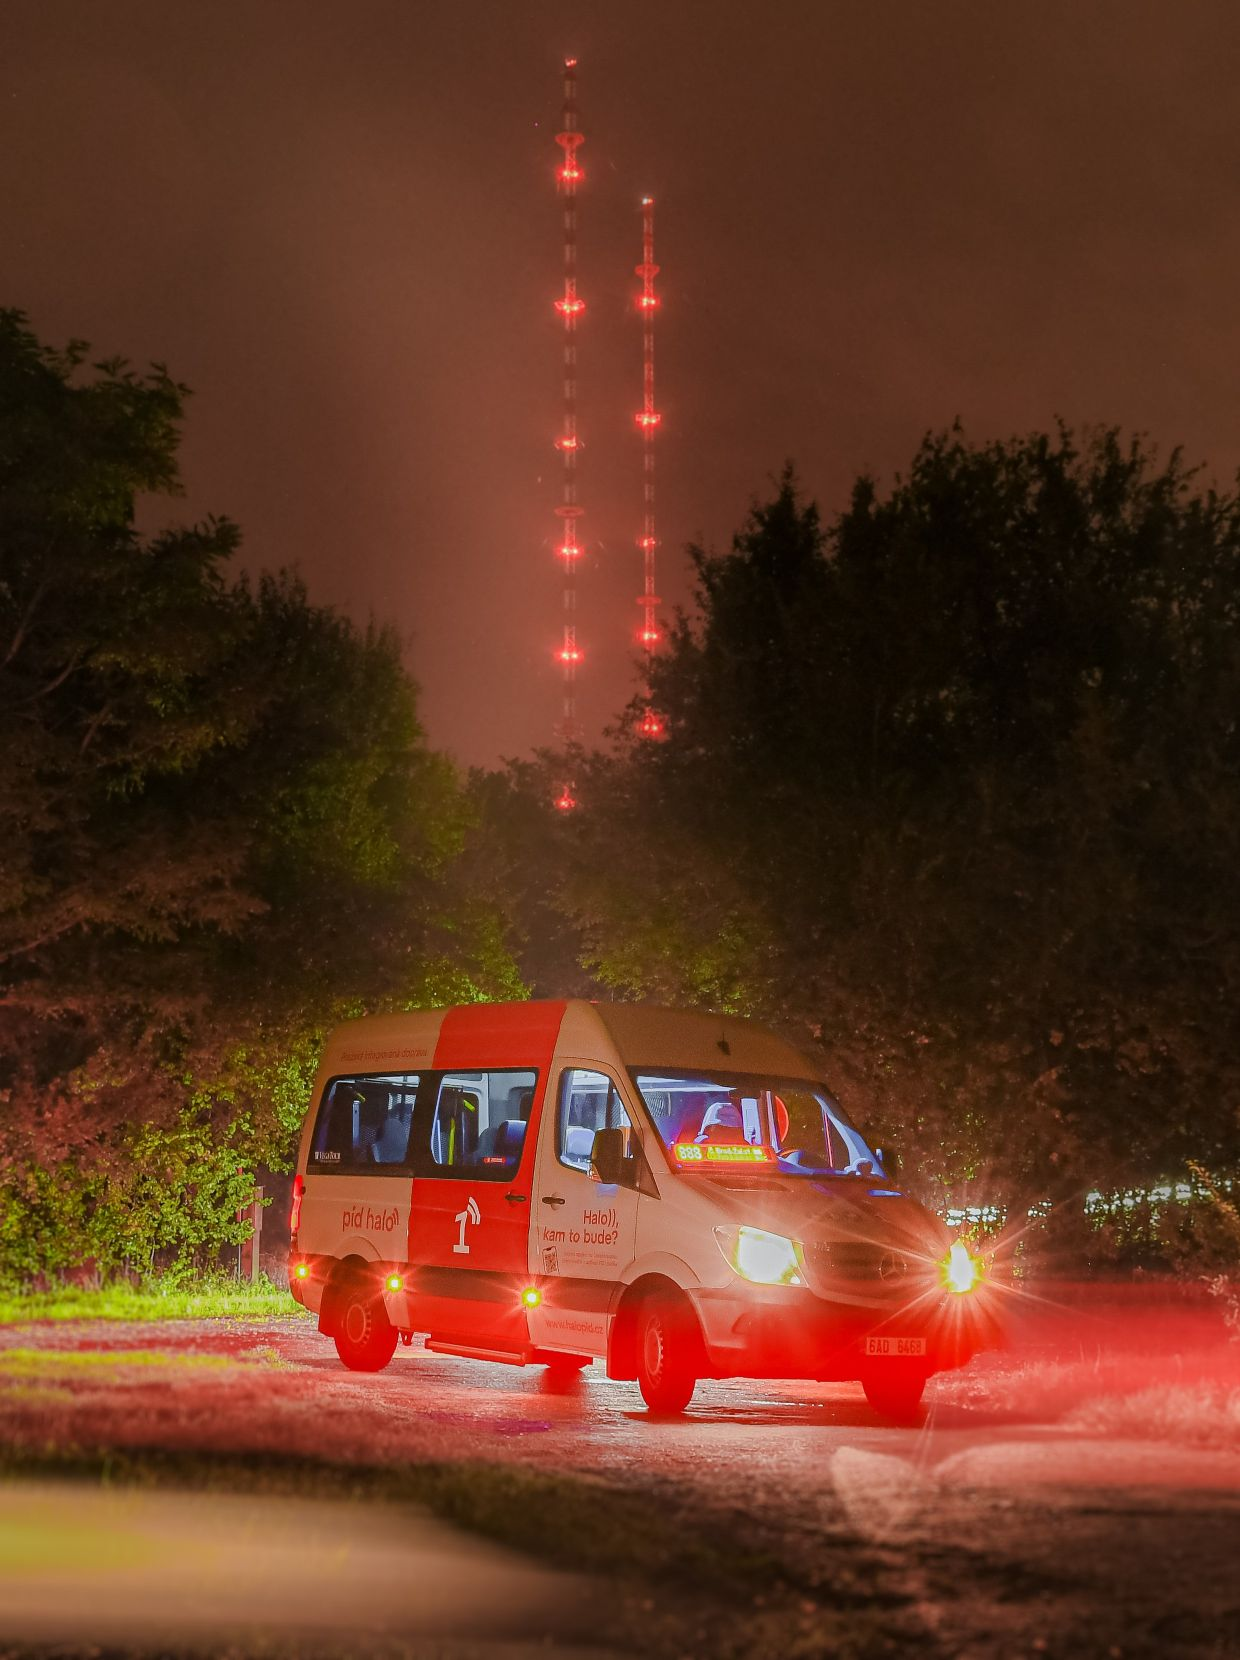 Pražská integrovaná doprava
888
pid halo
1
Halo)),
kam to bude?
www.halopid.cz
6AD 6468